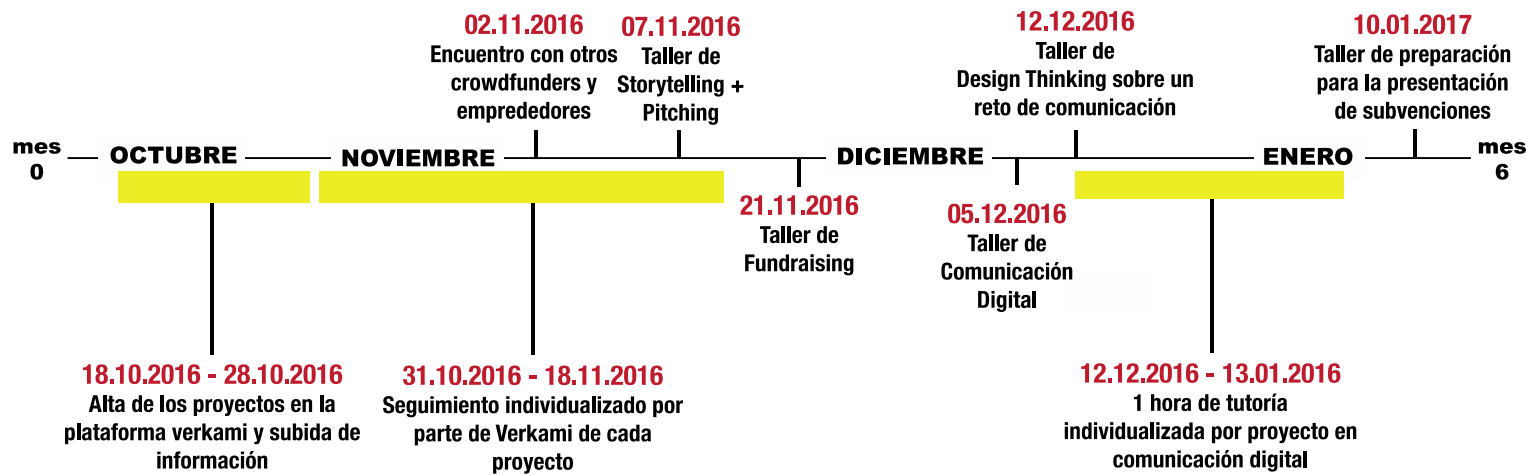 02.11.2016
Encuentro con otros
crowdfunders y
emprededores
07.11.2016
Taller de
Storytelling +
Pitching
12.12.2016
Taller de
Design Thinking sobre un
reto de comunicación
10.01.2017
Taller de preparación
para la presentación
de subvenciones
mes
0
OCTUBRE
NOVIEMBRE
DICIEMBRE
ENERO
mes
6
21.11.2016
Taller de
Fundraising
05.12.2016
Taller de
Comunicación
Digital
18.10.2016 - 28.10.2016
Alta de los proyectos en la
plataforma verkami y subida de
información
31.10.2016 - 18.11.2016
Seguimiento individualizado por
parte de Verkami de cada
proyecto
12.12.2016 - 13.01.2016
1 hora de tutoría
individualizada por proyecto en
comunicación digital